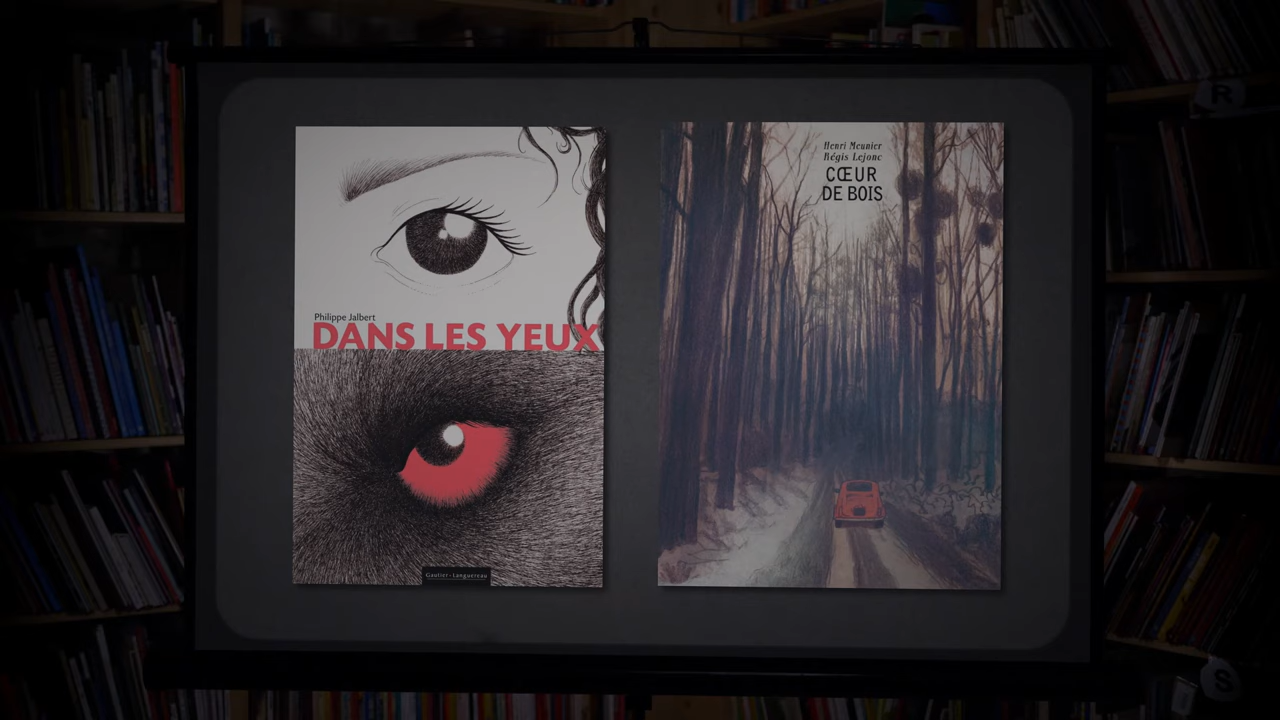 Philippe Jalbert
DANS LES YEUX
Gautier-Languereau
Henri Meunier
Régis Lejonc
CŒUR
DE BOIS
R
S